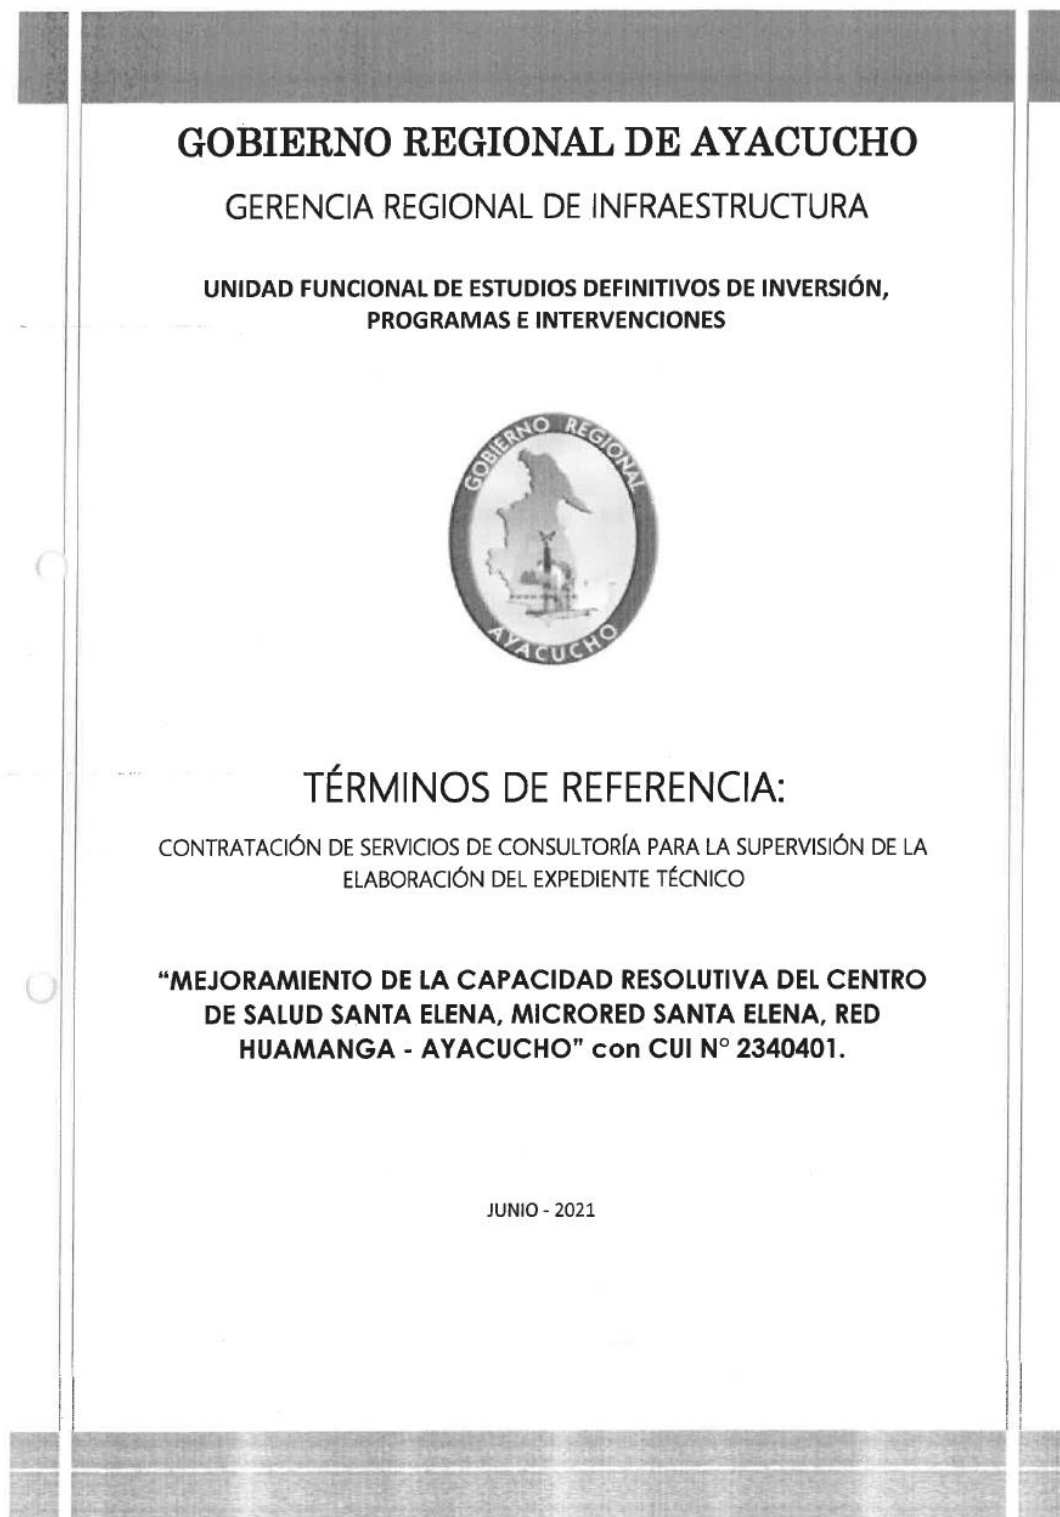 GOBIERNO REGIONAL DE AYACUCHO
GERENCIA REGIONAL DE INFRAESTRUCTURA
UNIDAD FUNCIONAL DE ESTUDIOS DEFINITIVOS DE INVERSIÓN,
PROGRAMAS E INTERVENCIONES
GOBIERNO REGIONAL
AYACUCHO
TÉRMINOS DE REFERENCIA:
CONTRATACIÓN DE SERVICIOS DE CONSULTORÍA PARA LA SUPERVISIÓN DE LA
ELABORACIÓN DEL EXPEDIENTE TÉCNICO
“MEJORAMIENTO DE LA CAPACIDAD RESOLUTIVA DEL CENTRO
DE SALUD SANTA ELENA, MICRORED SANTA ELENA, RED
HUAMANGA - AYACUCHO” con CUI N° 2340401.
JUNIO - 2021